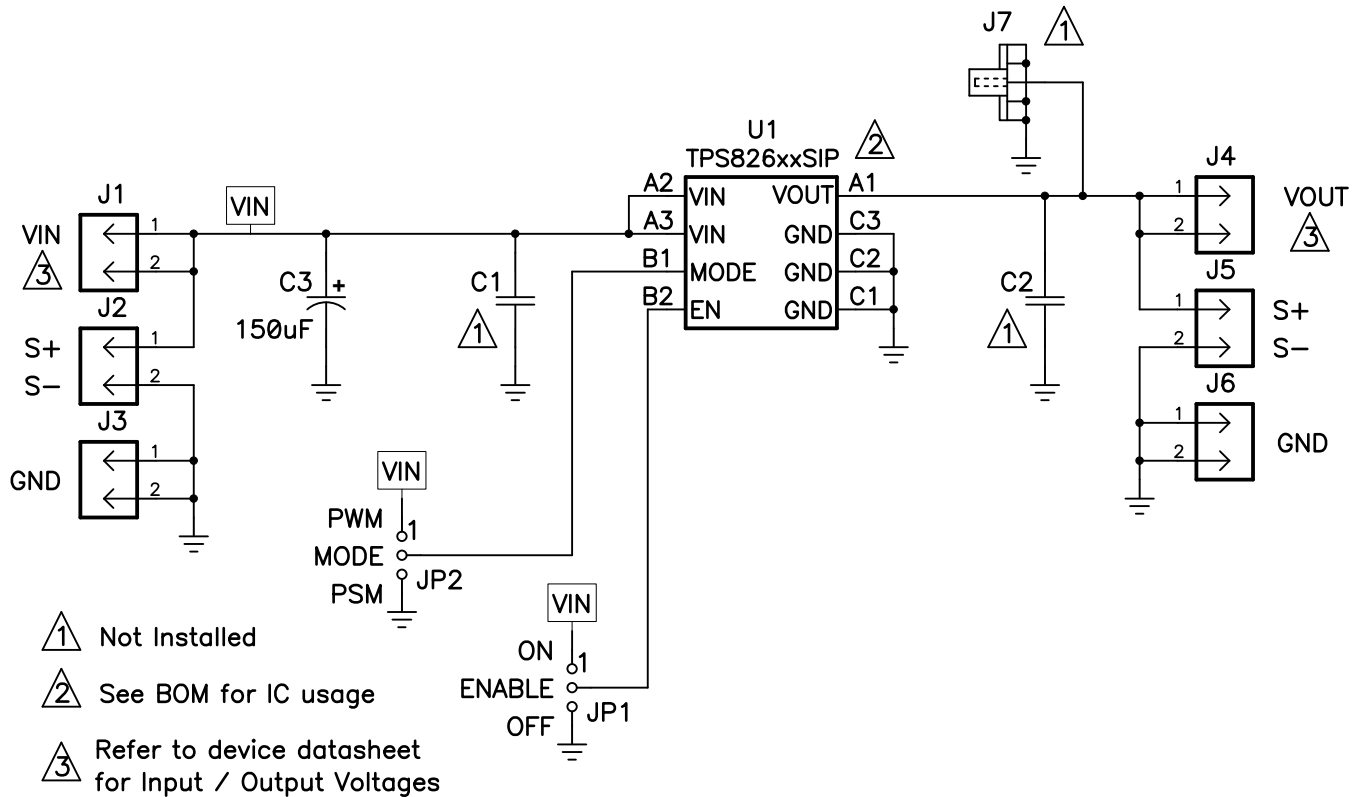 J7
1
U1
TPS826xxSIP
2
J1
VIN
3
1
2
VIN
J2
S+
S−
1
2
J3
GND
1
2
C3
+
150uF
C1
1
A2
A3
B1
B2
VIN
VIN
MODE
EN
VOUT
GND
GND
GND
A1
C3
C2
C1
C2
1
J4
1
2
VOUT
3
J5
1
2
S+
S−
J6
1
2
GND
VIN
PWM
1
MODE
PSM
JP2
VIN
ON
1
ENABLE
OFF
JP1
1 Not Installed
2 See BOM for IC usage
3 Refer to device datasheet
for Input / Output Voltages